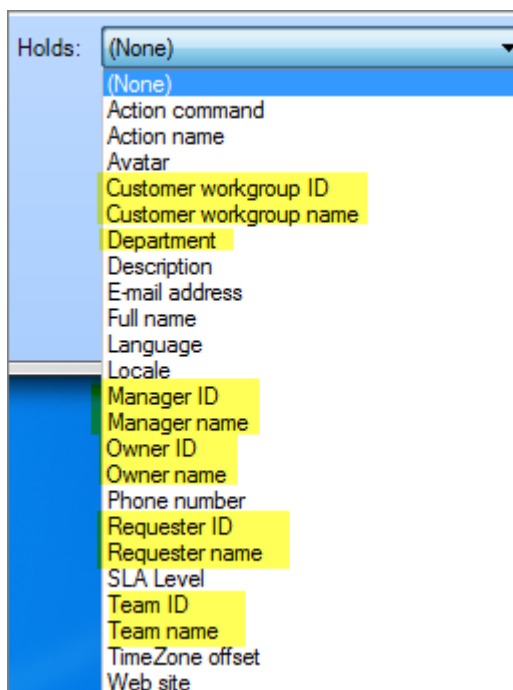 Holds: (None)
(None)
Action command
Action name
Avatar
Customer workgroup ID
Customer workgroup name
Department
Description
E-mail address
Full name
Language
Locale
Manager ID
Manager name
Owner ID
Owner name
Phone number
Requester ID
Requester name
SLA Level
Team ID
Team name
TimeZone offset
Web site